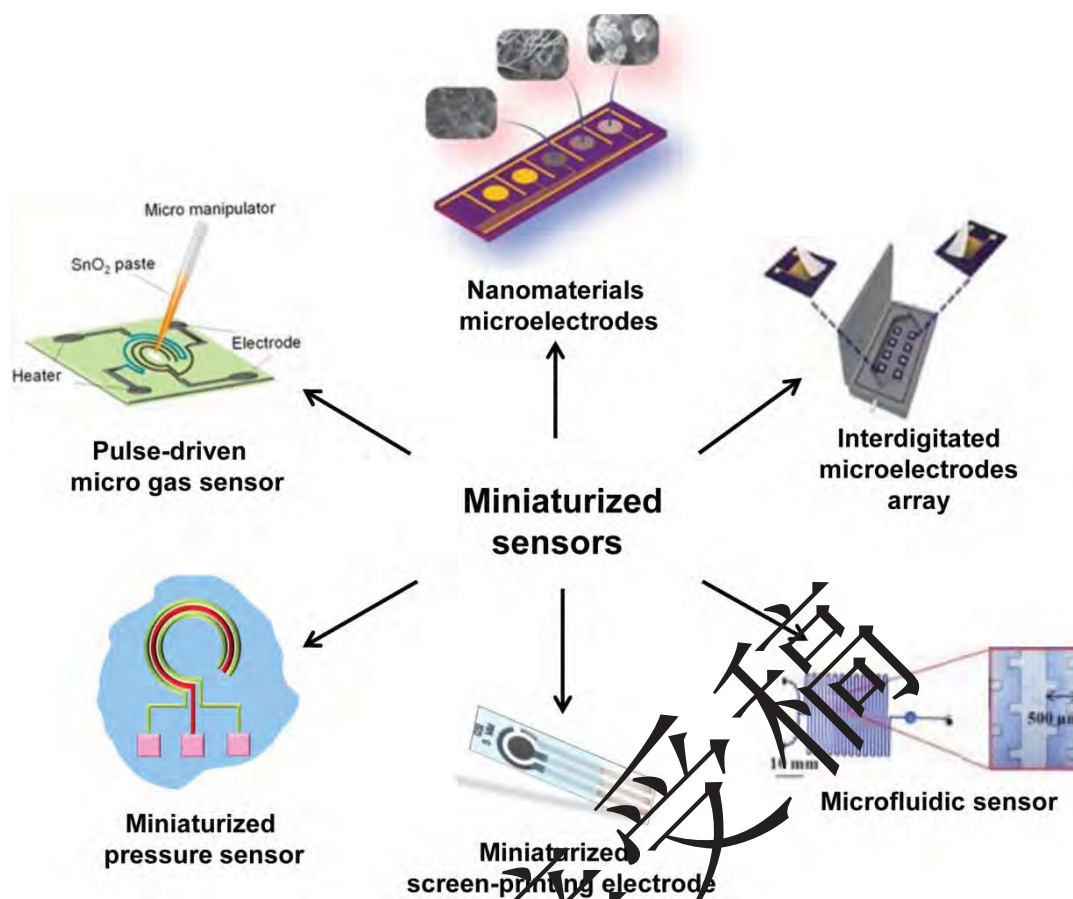 Micro manipulator
SnO₂ paste
Electrode
Heater
Pulse-driven
micro gas sensor
Nanomaterials
microelectrodes
Interdigitated
microelectrodes
array
Miniaturized
sensors
Miniaturized
pressure sensor
Miniaturized
screen-printing electrode
500 μm
10 mm
Microfluidic sensor